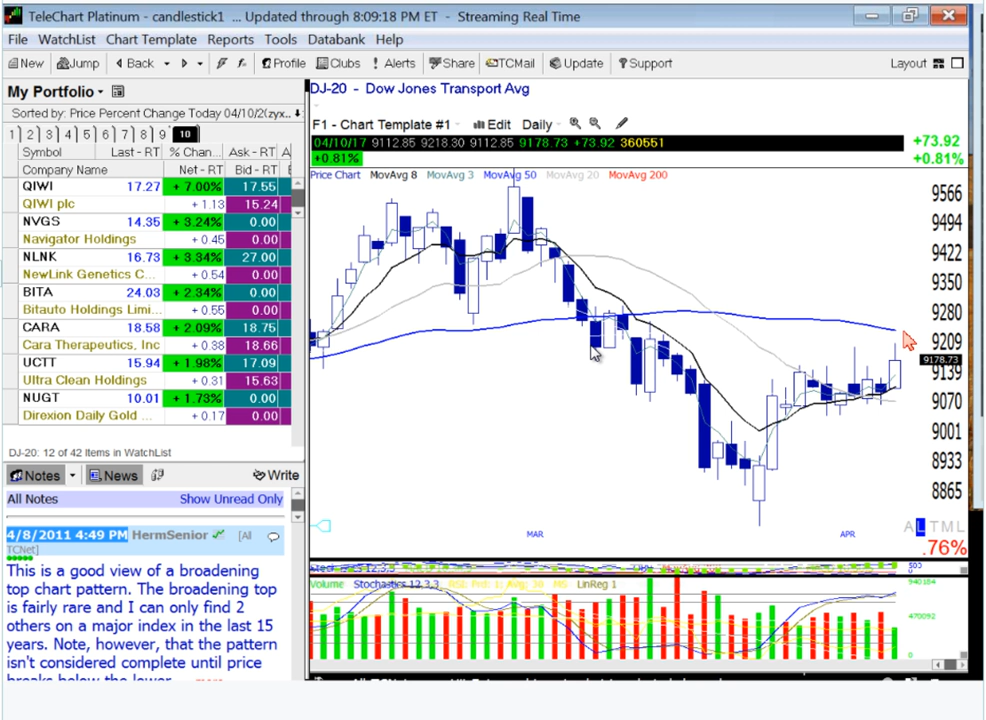 TeleChart Platinum - candlestick1 ... Updated through 8:09:18 PM ET - Streaming Real Time
File WatchList Chart Template Reports Tools Databank Help
New Jump Back Profile Clubs Alerts Share TCMail Update Support Layout
My Portfolio
Sorted by: Price Percent Change Today 04/10/2(zyx..
1 2 3 4 5 6 7 8 9 10
Symbol Last - RT % Chan... Ask - RT A
Company Name Net - RT Bid - RT
QIWI 17.27 + 7.00% 17.55
QIWI plc + 1.13 15.24
NVGS 14.35 + 3.24% 0.00
Navigator Holdings + 0.45 0.00
NLNK 16.73 + 3.34% 27.00
NewLink Genetics C... + 0.54 0.00
BITA 24.03 + 2.34% 0.00
Bitauto Holdings Limi... + 0.55 0.00
CARA 18.58 + 2.09% 18.75
Cara Therapeutics, Inc + 0.38 18.66
UCTT 15.94 + 1.98% 17.09
Ultra Clean Holdings + 0.31 15.63
NUGT 10.01 + 1.73% 0.00
Direxion Daily Gold ... + 0.17 0.00
DJ-20: 12 of 42 Items in WatchList
Notes News Write
All Notes Show Unread Only
4/8/2011 4:49 PM HermSenior [All
TCNet]
This is a good view of a broadening
top chart pattern. The broadening top
is fairly rare and I can only find 2
others on a major index in the last 15
years. Note, however, that the pattern
isn't considered complete until price
breaks below the lower
DJ-20 - Dow Jones Transport Avg
F1 - Chart Template #1 Edit Daily
04/10/17 9112.85 9218.30 9112.85 9178.73 +73.92 360551
+0.81%
+73.92
+0.81%
Price Chart MovAvg 8 MovAvg 3 MovAvg 50 MovAvg 20 MovAvg 200
9566
9494
9422
9350
9280
9209
9178.73
9139
9070
9001
8933
8865
MAR APR
A L TML
.76%
Volume Stochastics 12,3,3 LinReg 1
940184
470092
0